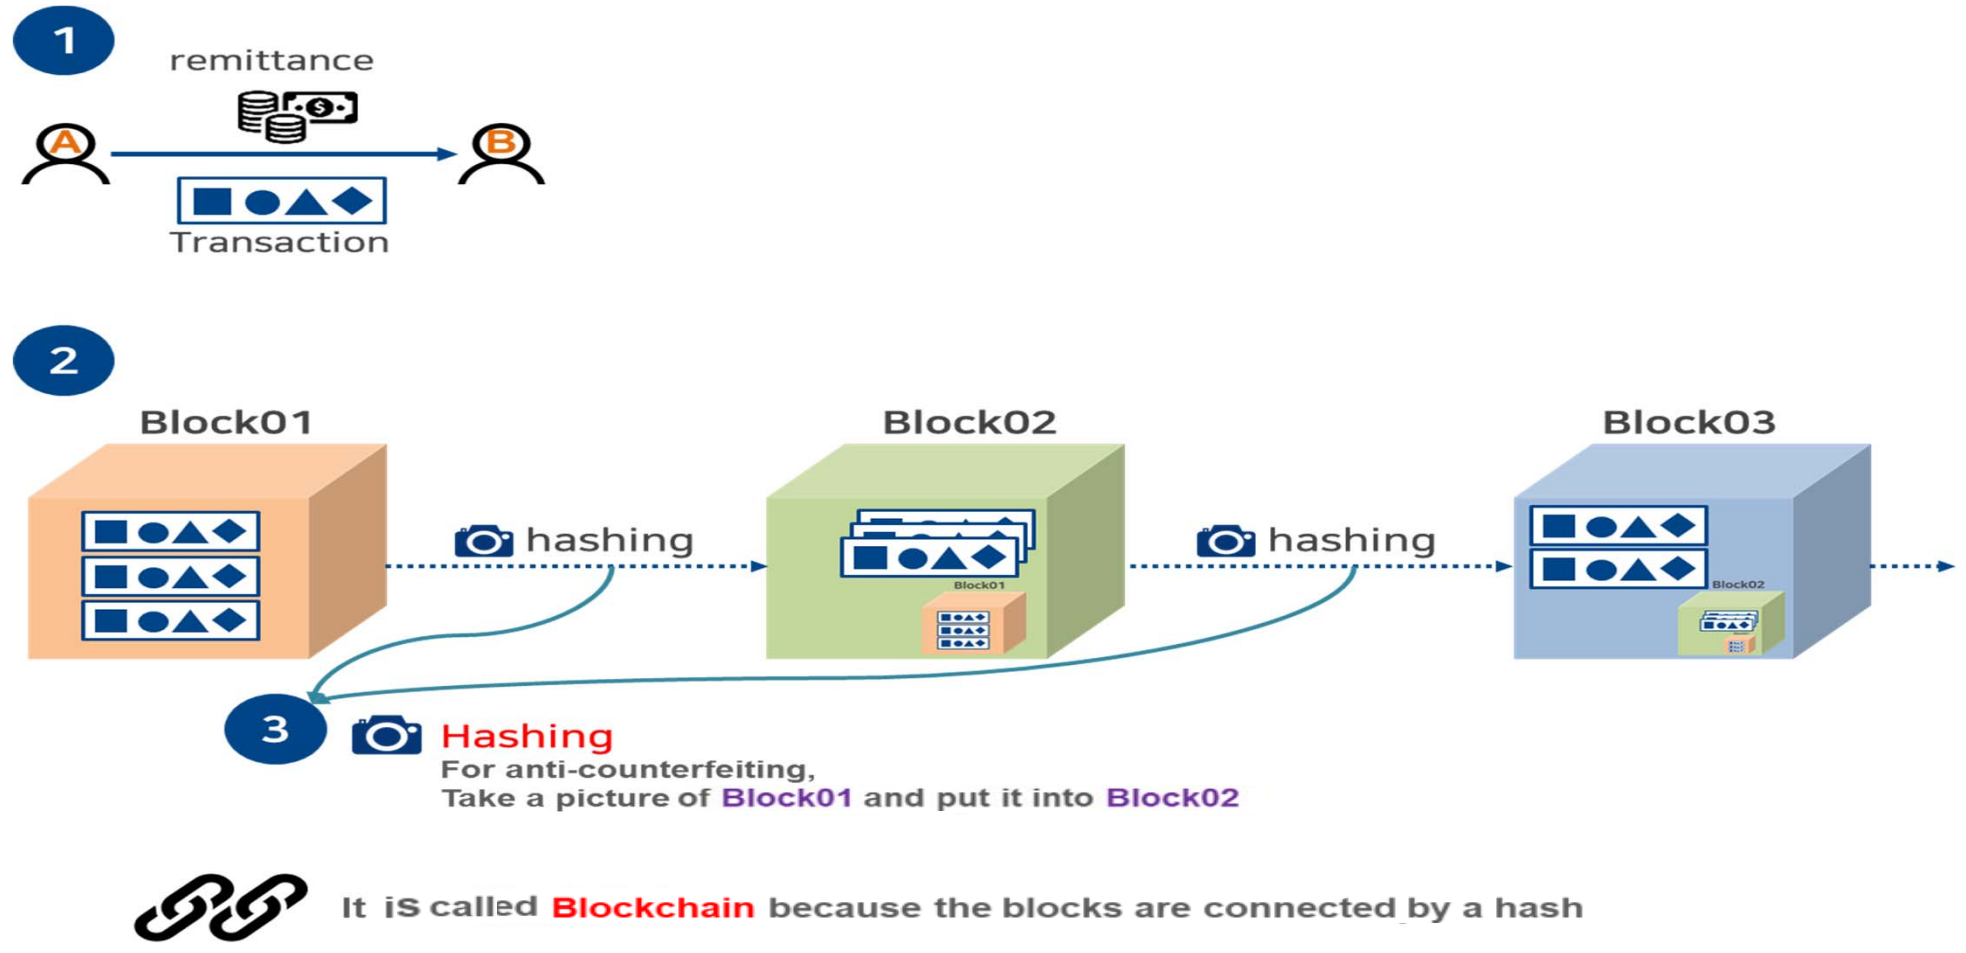 1
remittance
A
B
Transaction
2
Block01
Block02
Block03
hashing
hashing
Block01
Block02
3
Hashing
For anti-counterfeiting,
Take a picture of Block01 and put it into Block02
It is called Blockchain because the blocks are connected by a hash